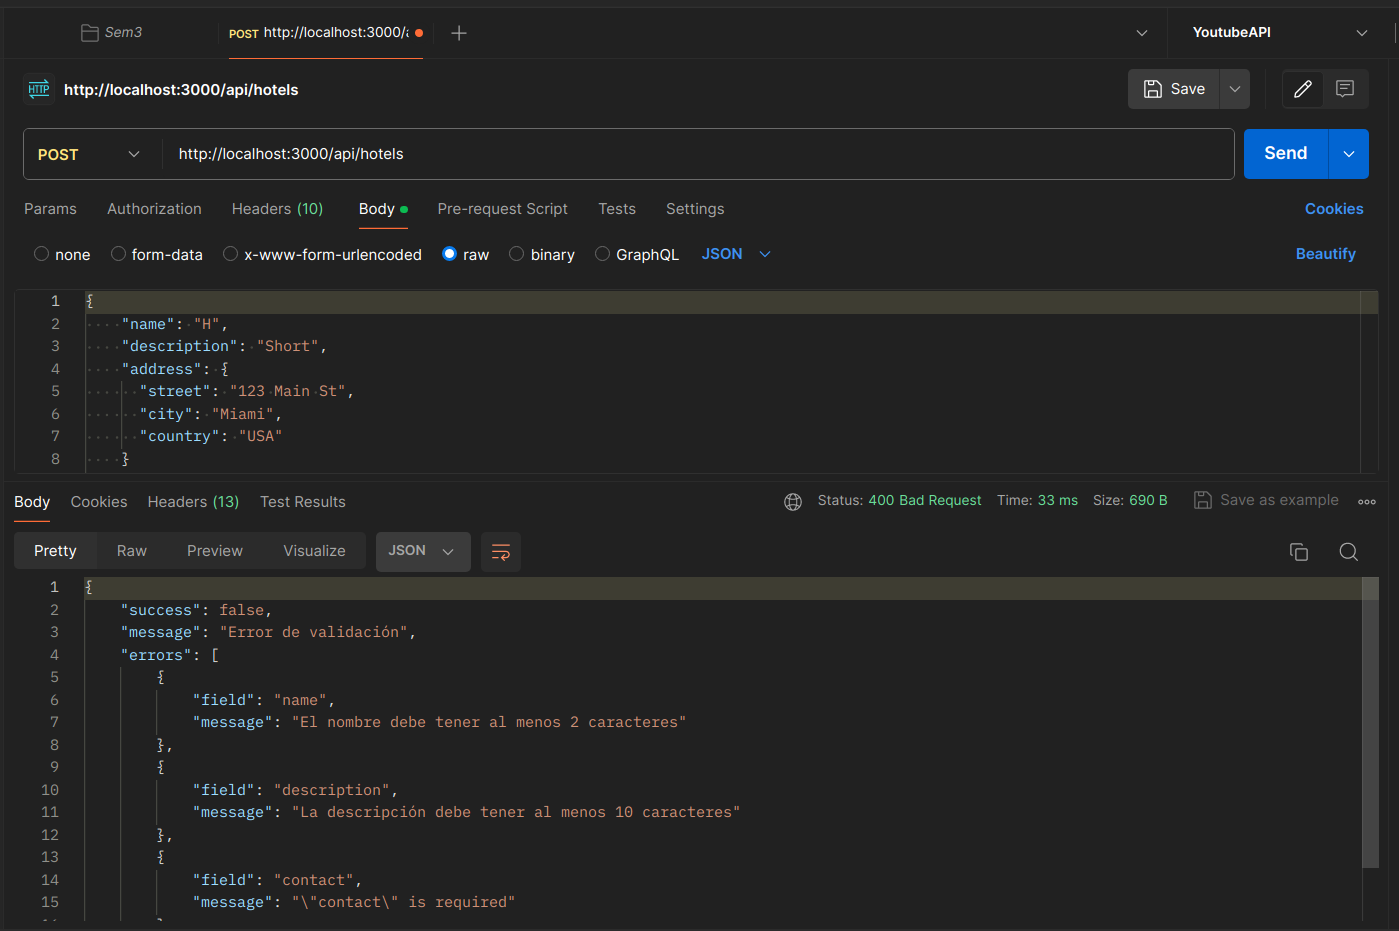 Sem3
POST http://localhost:3000/a
YoutubeAPI
HTTP http://localhost:3000/api/hotels
Save
POST http://localhost:3000/api/hotels
Send
Params Authorization Headers (10) Body Pre-request Script Tests Settings Cookies
none form-data x-www-form-urlencoded raw binary GraphQL JSON Beautify
1 {
2 "name": "H",
3 "description": "Short",
4 "address": {
5 "street": "123 Main St",
6 "city": "Miami",
7 "country": "USA"
8 }
Body Cookies Headers (13) Test Results Status: 400 Bad Request Time: 33 ms Size: 690 B Save as example
Pretty Raw Preview Visualize JSON
1 {
2 "success": false,
3 "message": "Error de validación",
4 "errors": [
5 {
6 "field": "name",
7 "message": "El nombre debe tener al menos 2 caracteres"
8 },
9 {
10 "field": "description",
11 "message": "La descripción debe tener al menos 10 caracteres"
12 },
13 {
14 "field": "contact",
15 "message": "\"contact\" is required"